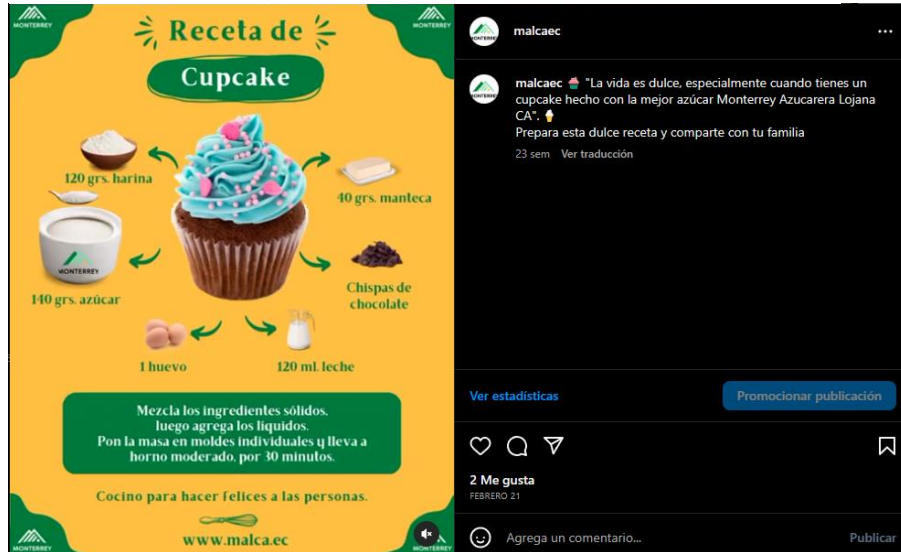 MONTERREY
MONTERREY
Receta de
Cupcake
120 grs. harina
40 grs. manteca
MONTERREY
140 grs. azúcar
Chispas de
chocolate
1 huevo
120 ml. leche
Mezcla los ingredientes sólidos.
luego agrega los líquidos.
Pon la masa en moldes individuales y lleva a
horno moderado, por 30 minutos.
Cocino para hacer felices a las personas.
www.malca.ec
MONTERREY
MONTERREY
MONTERREY
malcaec
MONTERREY
malcaec 🧁 "La vida es dulce, especialmente cuando tienes un
cupcake hecho con la mejor azúcar Monterrey Azucarera Lojana
CA". 🍦
Prepara esta dulce receta y comparte con tu familia
23 sem Ver traducción
Ver estadísticas
Promocionar publicación
2 Me gusta
FEBRERO 21
Agrega un comentario...
Publicar